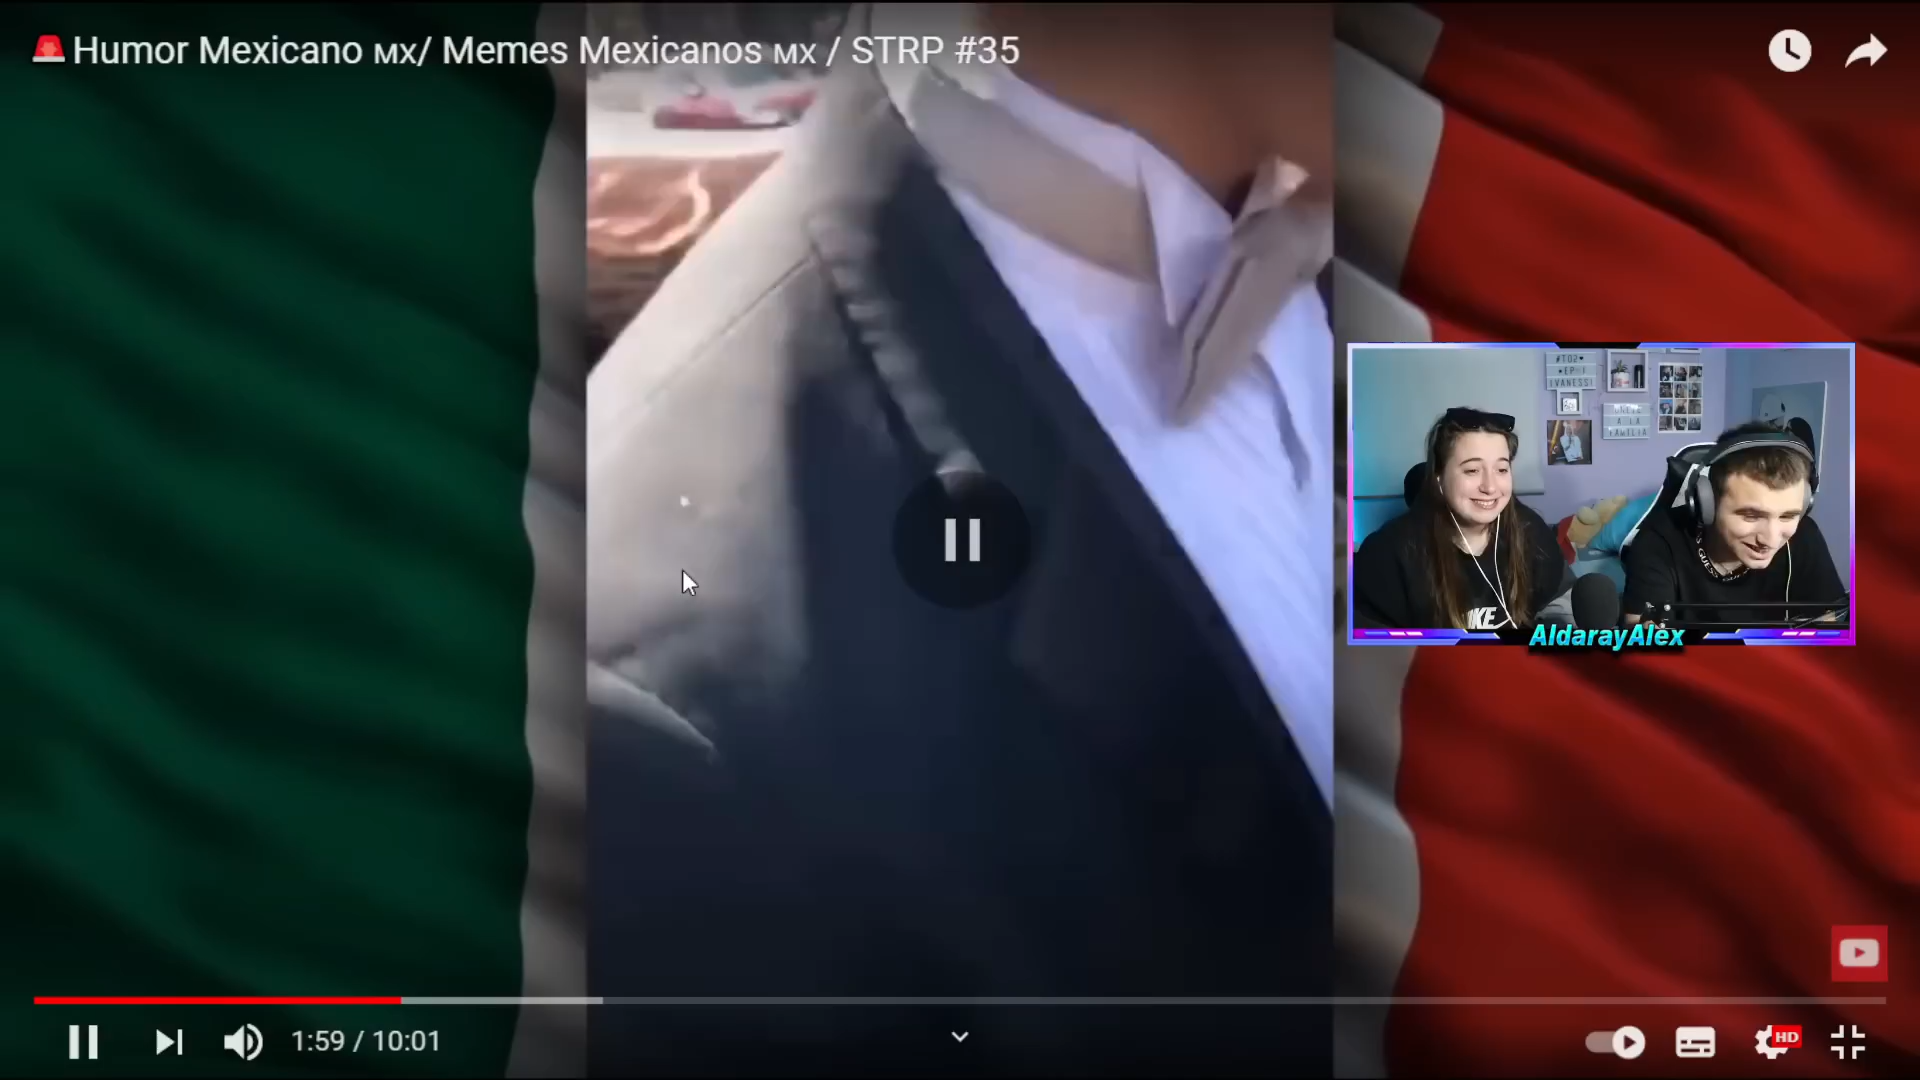 🚨Humor Mexicano MX/ Memes Mexicanos MX / STRP #35
AldarayAlex
1:59 / 10:01
HD